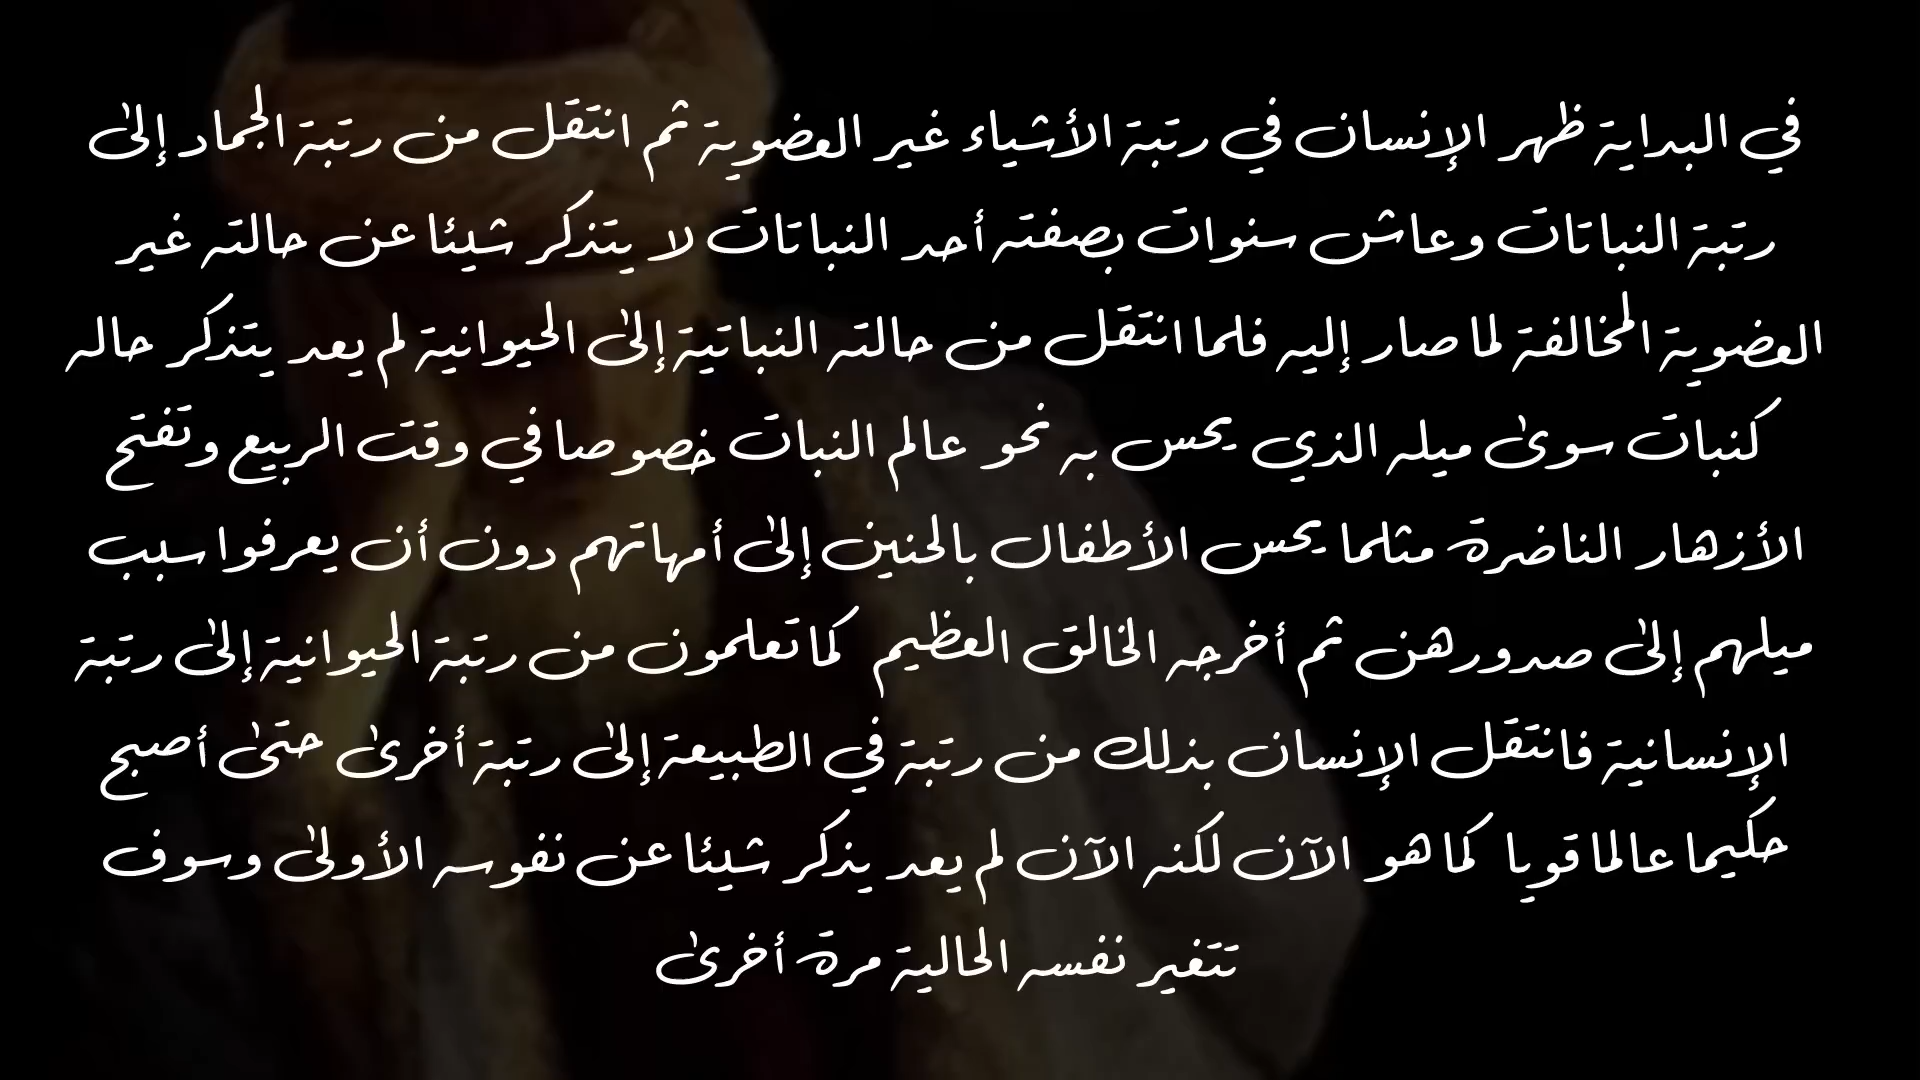 في البداية ظهر الإنسان في رتبة الأشياء غير العضوية ثم انتقل من رتبة الجماد إلى
رتبة النباتات وعاش سنوات بصفته أحد النباتات لا يتذكر شيئا عن حالته غير
العضوية المخالفة لما صار إليه فلما انتقل من حالته النباتية إلى الحيوانية لم يعد يتذكر حاله
كنبات سوى ميله الذي يحس به نحو عالم النبات خصوصا في وقت الربيع وتفتح
الأزهار الناضرة مثلما يحس الأطفال بالحنين إلى أمهاتهم دون أن يعرفوا سبب
ميلهم إلى صدورهن ثم أخرجه الخالق العظيم كما تعلمون من رتبة الحيوانية إلى رتبة
الإنسانية فانتقل الإنسان بذلك من رتبة في الطبيعة إلى رتبة أخرى حتى أصبح
حكيما عالما قويا كما هو الآن لكنه الآن لم يعد يذكر شيئا عن نفوسه الأولى وسوف
تتغير نفسه الحالية مرة أخرى